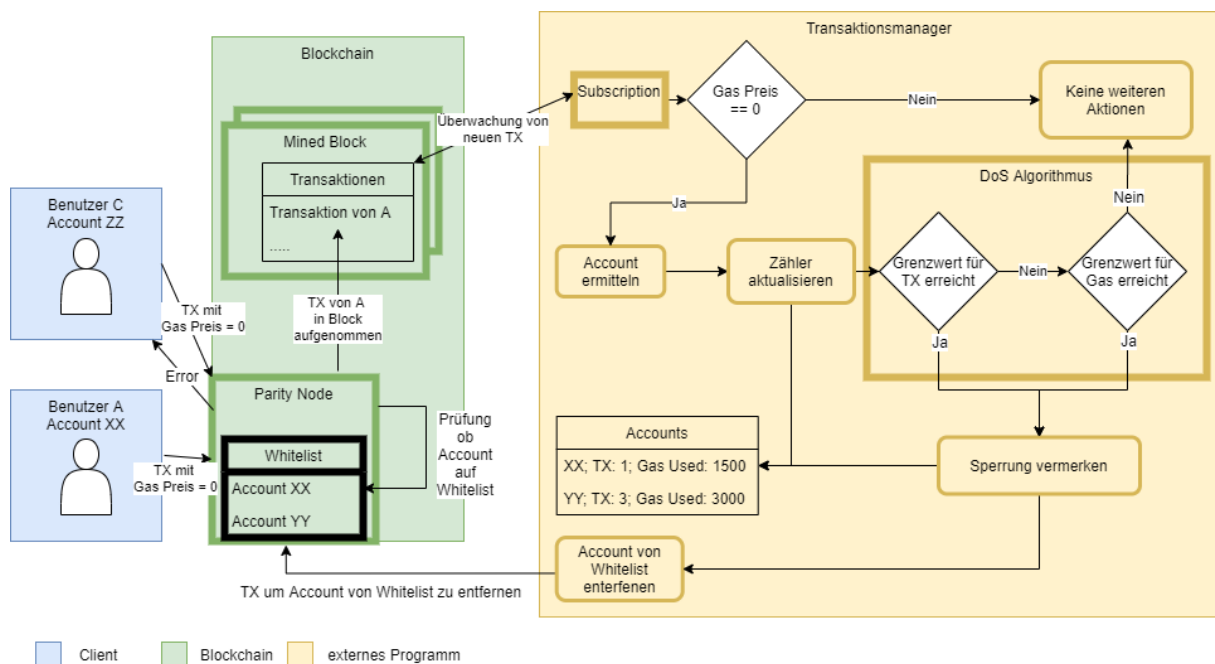 Blockchain
Transaktionsmanager
Subscription
Gas Preis
== 0
Nein
Keine weiteren
Aktionen
Überwachung von
neuen TX
Mined Block
Transaktionen
Transaktion von A
.....
Ja
DoS Algorithmus
Nein
Benutzer C
Account ZZ
Account
ermitteln
Zähler
aktualisieren
Grenzwert für
TX erreicht
Nein
Grenzwert für
Gas erreicht
TX mit
Gas Preis = 0
TX von A
in Block
aufgenommen
Ja
Ja
Error
Parity Node
Benutzer A
Account XX
Prüfung
ob
Account
auf
Whitelist
Whitelist
Account XX
Account YY
TX mit
Gas Preis = 0
Accounts
XX; TX: 1; Gas Used: 1500
YY; TX: 3; Gas Used: 3000
Sperrung vermerken
Account von
Whitelist
enterfenen
TX um Account von Whitelist zu entfernen
Client
Blockchain
externes Programm